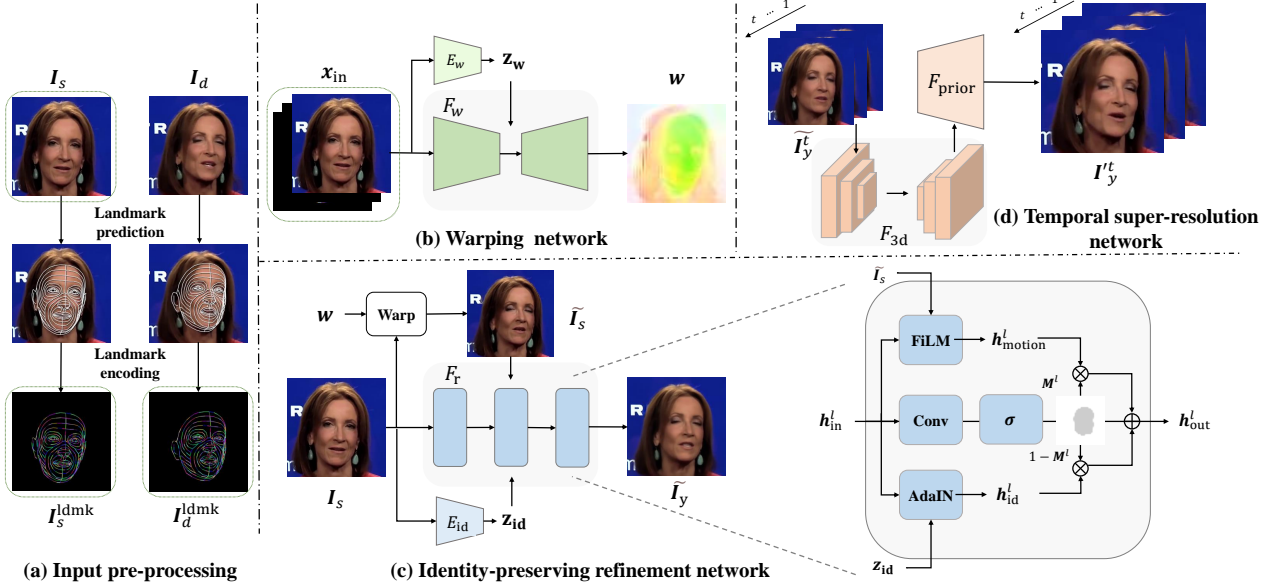 I_s
I_d
Landmark
prediction
Landmark
encoding
I_s^ldmk
I_d^ldmk
(a) Input pre-processing
x_in
E_w
z_w
F_w
w
(b) Warping network
t ... 1
t ... 1
Ĩ_y^t
F_3d
F_prior
I'_y^t
(d) Temporal super-resolution
network
w
Warp
Ĩ_s
F_r
I_s
Ĩ_y
E_id
z_id
(c) Identity-preserving refinement network
Ĩ_s
FiLM
h_motion^l
M^l
h_in^l
Conv
σ
h_out^l
1 − M^l
AdaIN
h_id^l
z_id